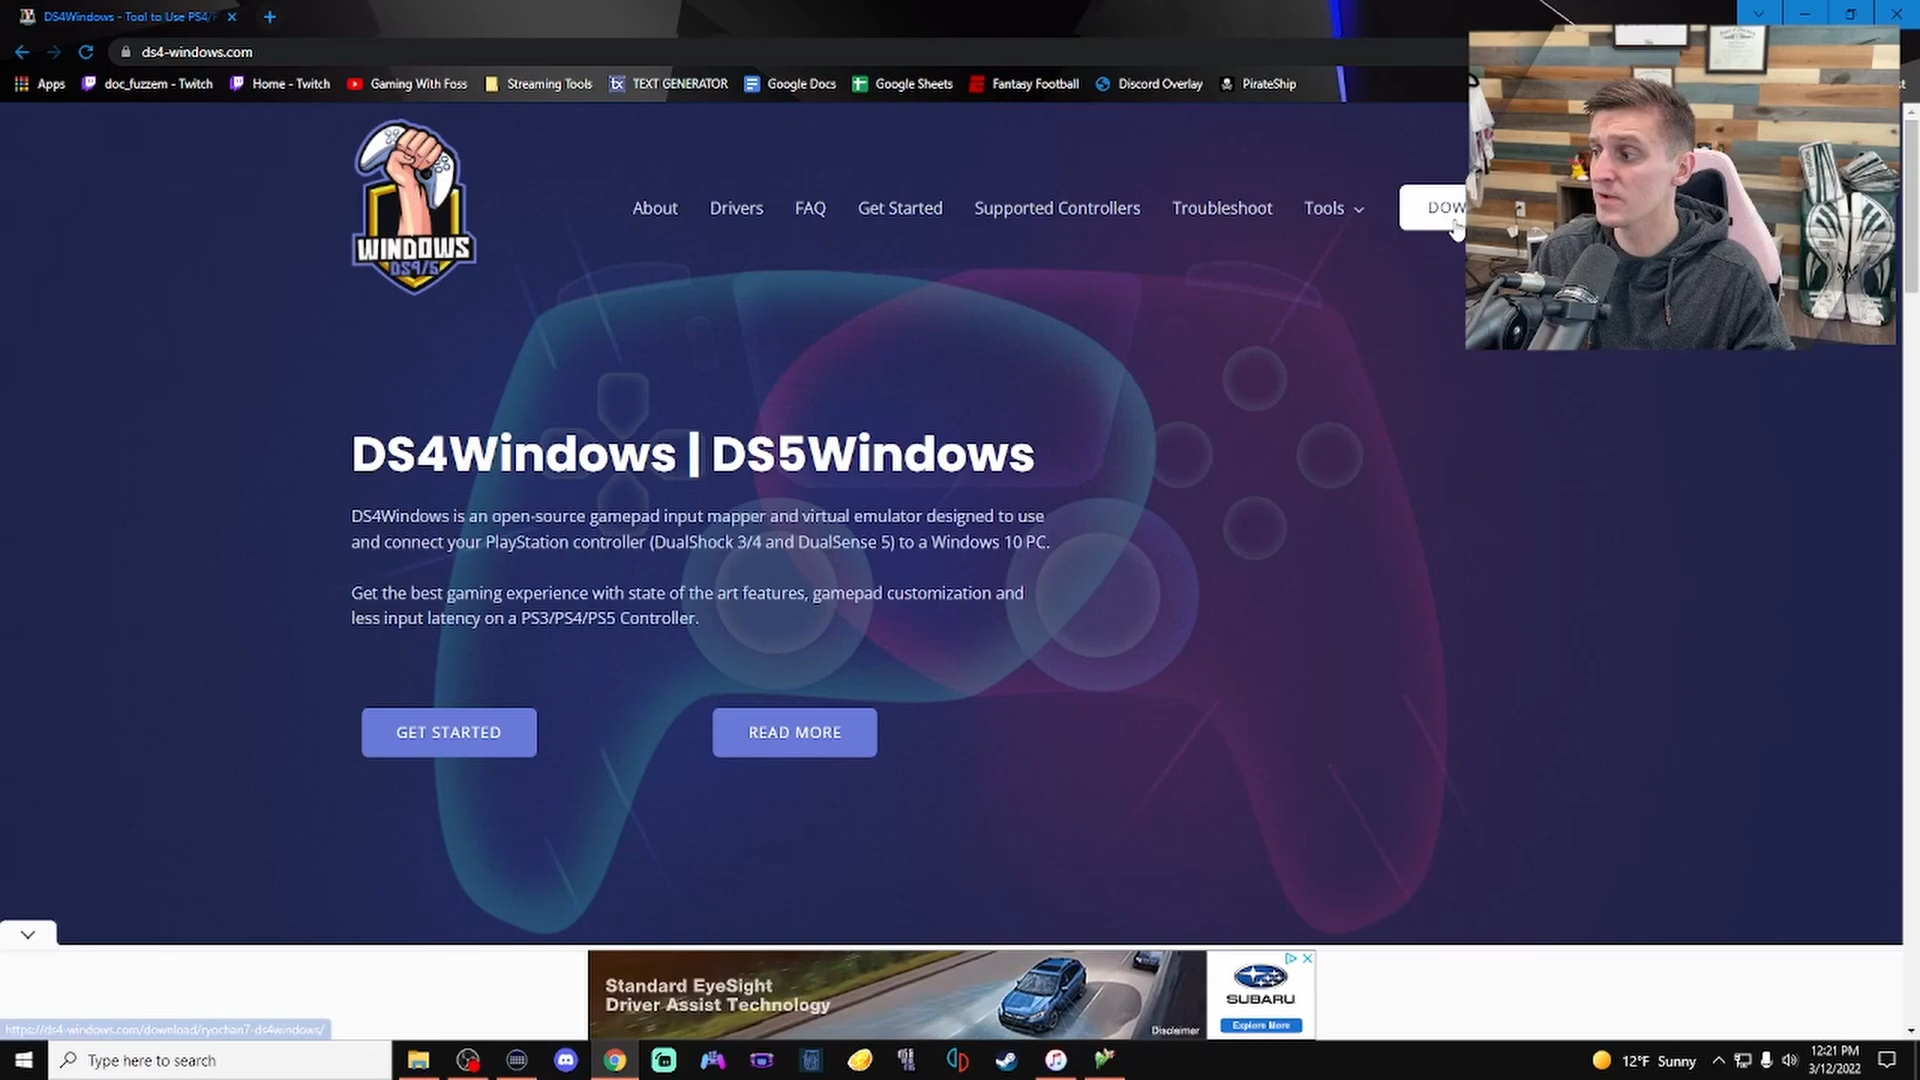 DS4Windows - Tool to Use PS4/
ds4-windows.com
Apps
doc_fuzzem - Twitch
Home - Twitch
Gaming With Foss
Streaming Tools
tx TEXT GENERATOR
Google Docs
Google Sheets
Fantasy Football
Discord Overlay
PirateShip
WINDOWS
DS4/5
About
Drivers
FAQ
Get Started
Supported Controllers
Troubleshoot
Tools
DOW
DS4Windows | DS5Windows
DS4Windows is an open-source gamepad input mapper and virtual emulator designed to use
and connect your PlayStation controller (DualShock 3/4 and DualSense 5) to a Windows 10 PC.
Get the best gaming experience with state of the art features, gamepad customization and
less input latency on a PS3/PS4/PS5 Controller.
GET STARTED
READ MORE
Standard EyeSight
Driver Assist Technology
Disclaimer
SUBARU
Explore More
https://ds4-windows.com/download/ryochan7-ds4windows/
Type here to search
12°F Sunny
12:21 PM
3/12/2022